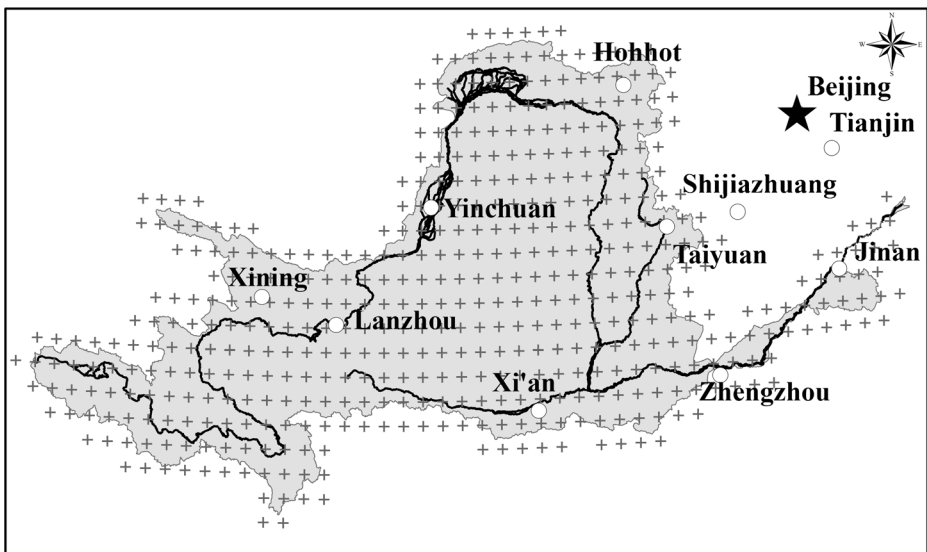 N
W E
S
Hohhot
Beijing
Tianjin
Shijiazhuang
Yinchuan
Taiyuan
Jinan
Xining
Lanzhou
Xi'an
Zhengzhou